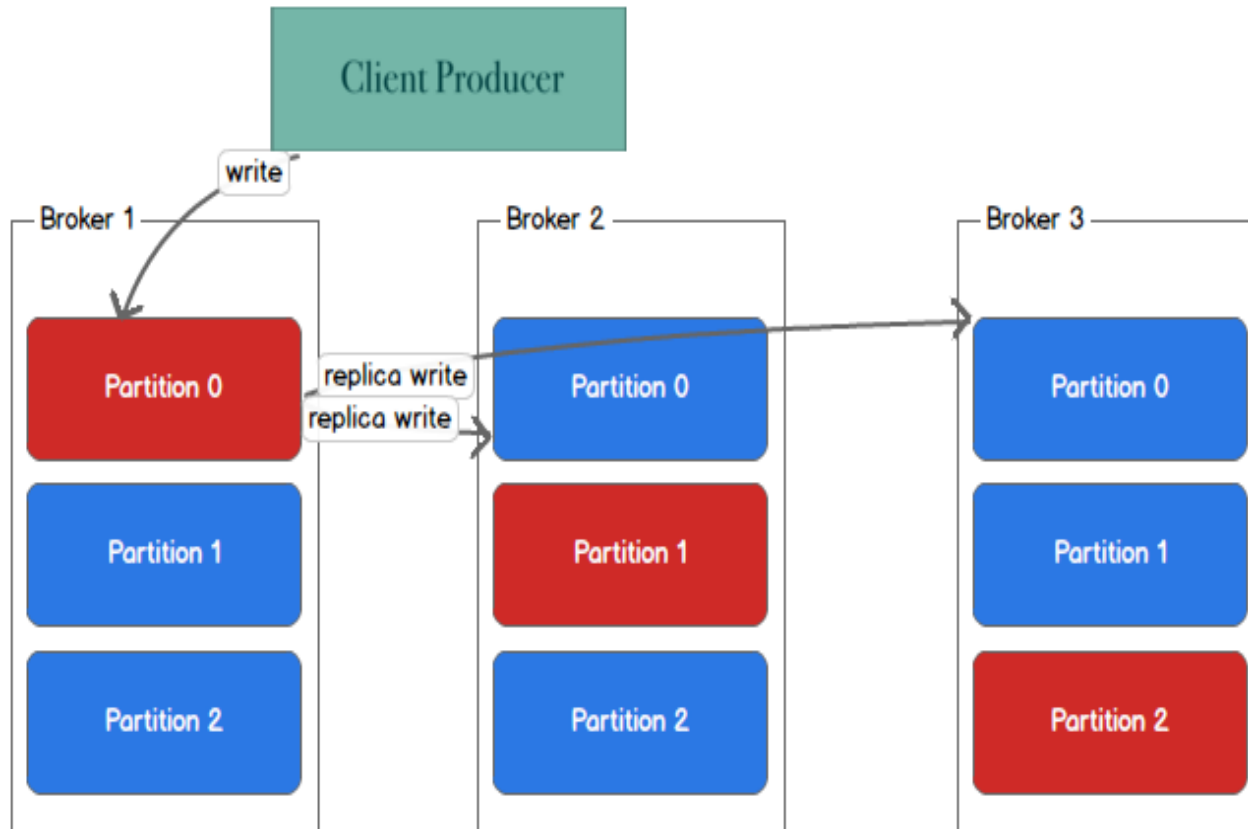 Client Producer
write
Broker 1
Broker 2
Broker 3
Partition 0
replica write
replica write
Partition 0
Partition 0
Partition 1
Partition 1
Partition 1
Partition 2
Partition 2
Partition 2